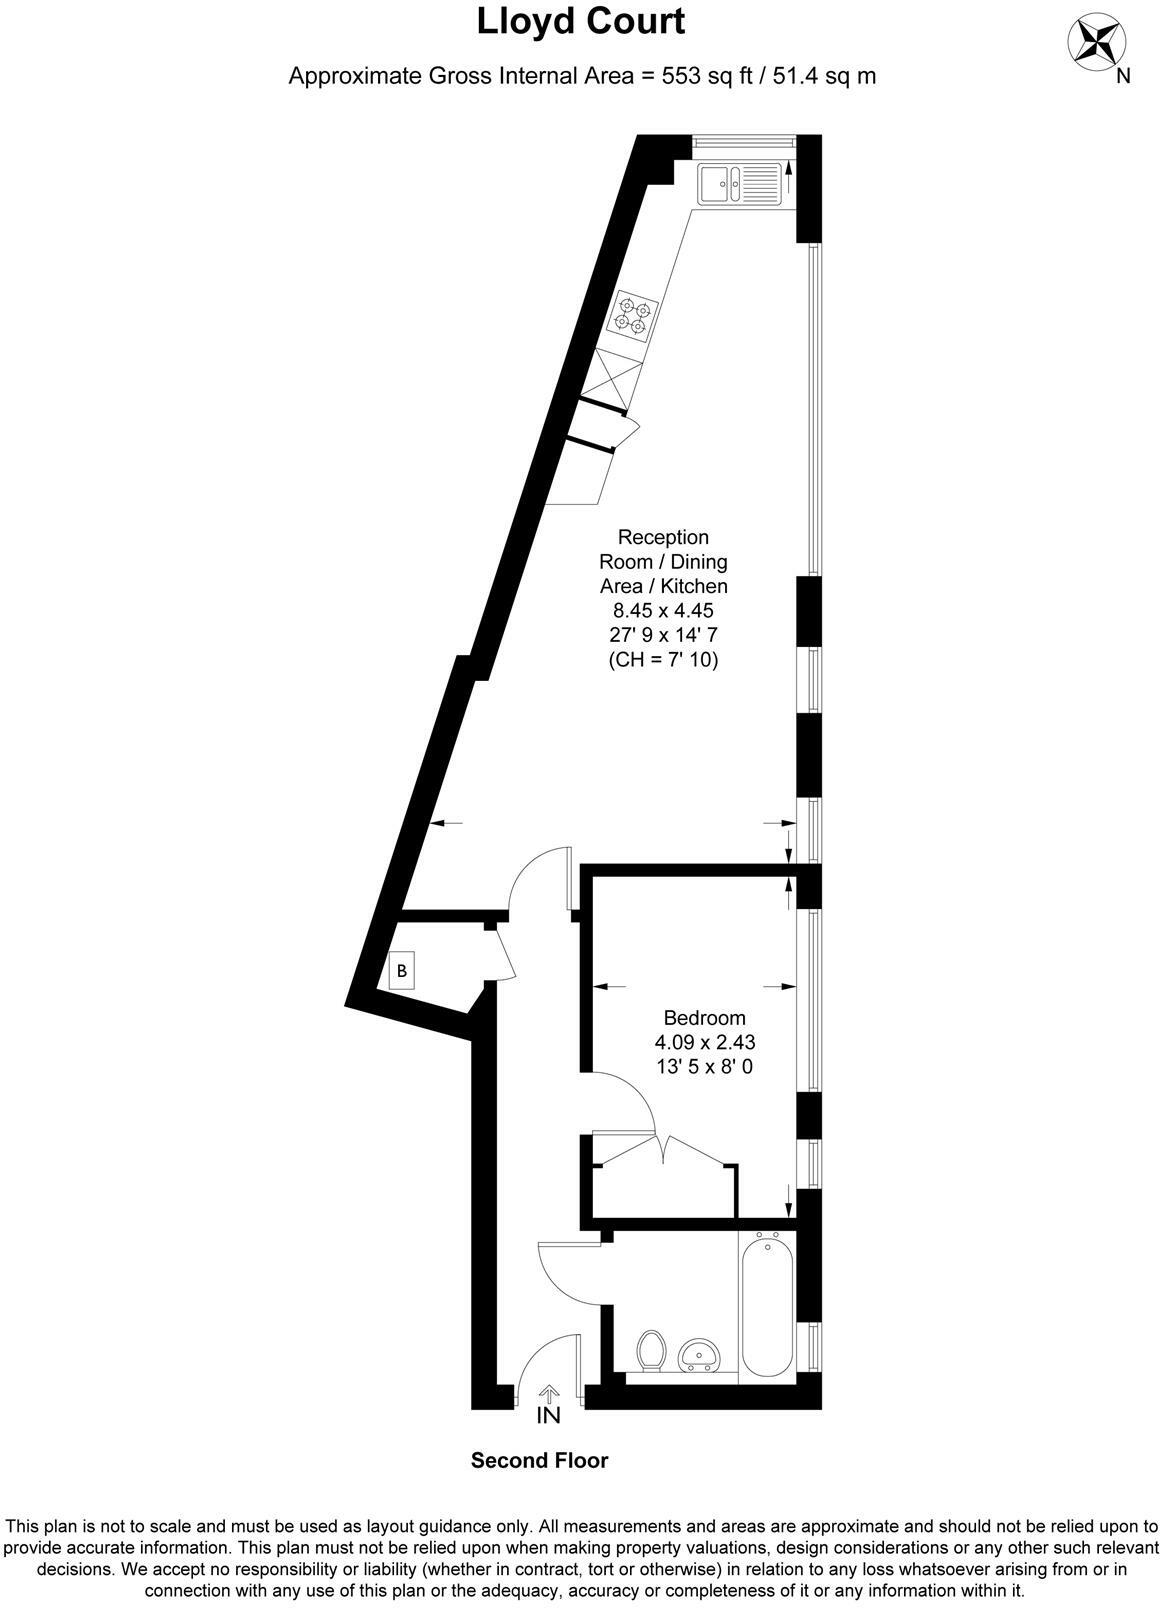 Lloyd Court
Approximate Gross Internal Area = 553 sq ft / 51.4 sq m
N
Reception
Room / Dining
Area / Kitchen
8.45 x 4.45
27' 9 x 14' 7
(CH = 7' 10)
B
Bedroom
4.09 x 2.43
13' 5 x 8' 0
IN
Second Floor
This plan is not to scale and must be used as layout guidance only. All measurements and areas are approximate and should not be relied upon to
provide accurate information. This plan must not be relied upon when making property valuations, design considerations or any other such relevant
decisions. We accept no responsibility or liability (whether in contract, tort or otherwise) in relation to any loss whatsoever arising from or in
connection with any use of this plan or the adequacy, accuracy or completeness of it or any information within it.